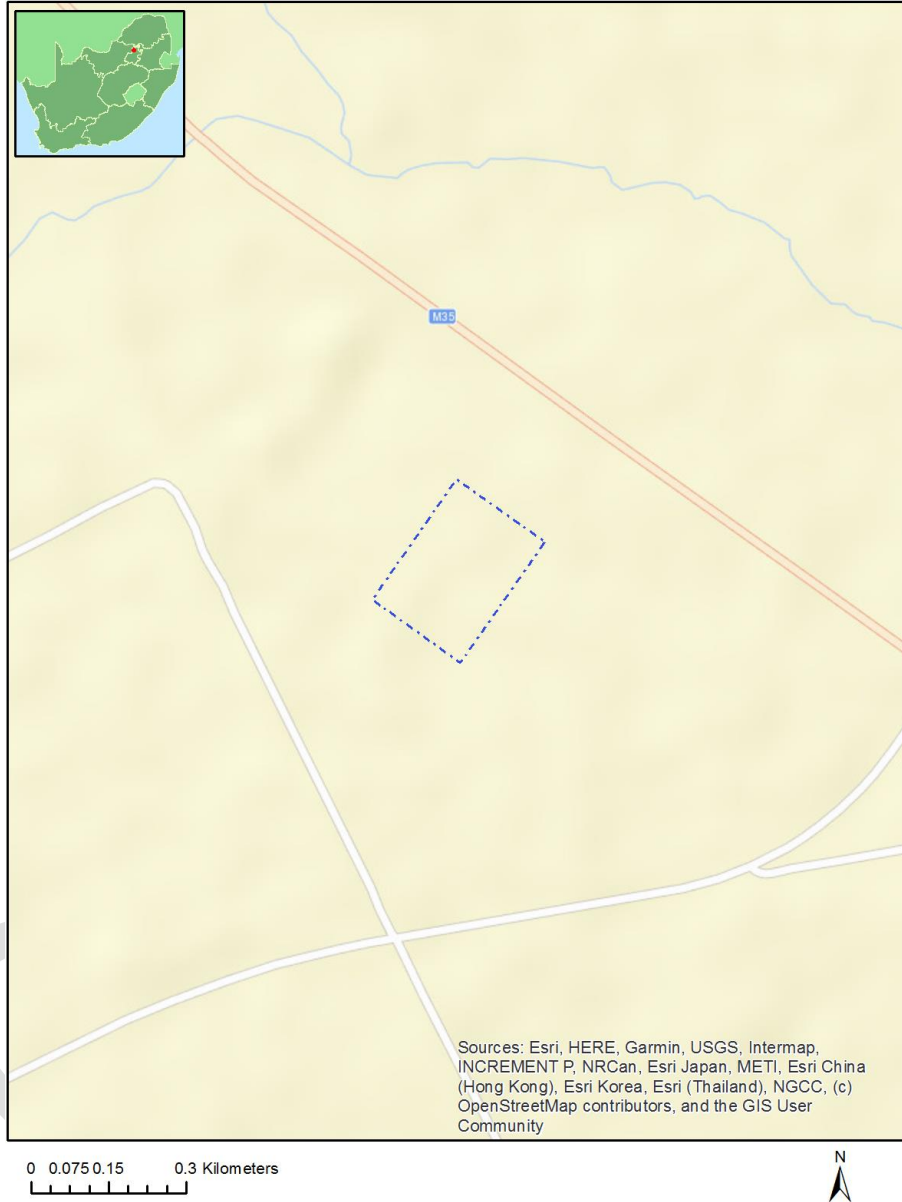 M35
Sources: Esri, HERE, Garmin, USGS, Intermap,
INCREMENT P, NRCan, Esri Japan, METI, Esri China
(Hong Kong), Esri Korea, Esri (Thailand), NGCC, (c)
OpenStreetMap contributors, and the GIS User
Community
0 0.075 0.15 0.3 Kilometers
N